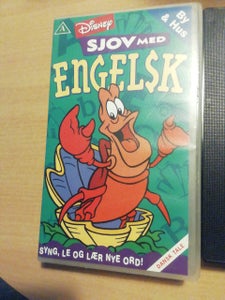 A
Disney
SJOV MED
ENGELSK
By
& Hus
SYNG, LE OG LÆR NYE ORD!
DANSK TALE